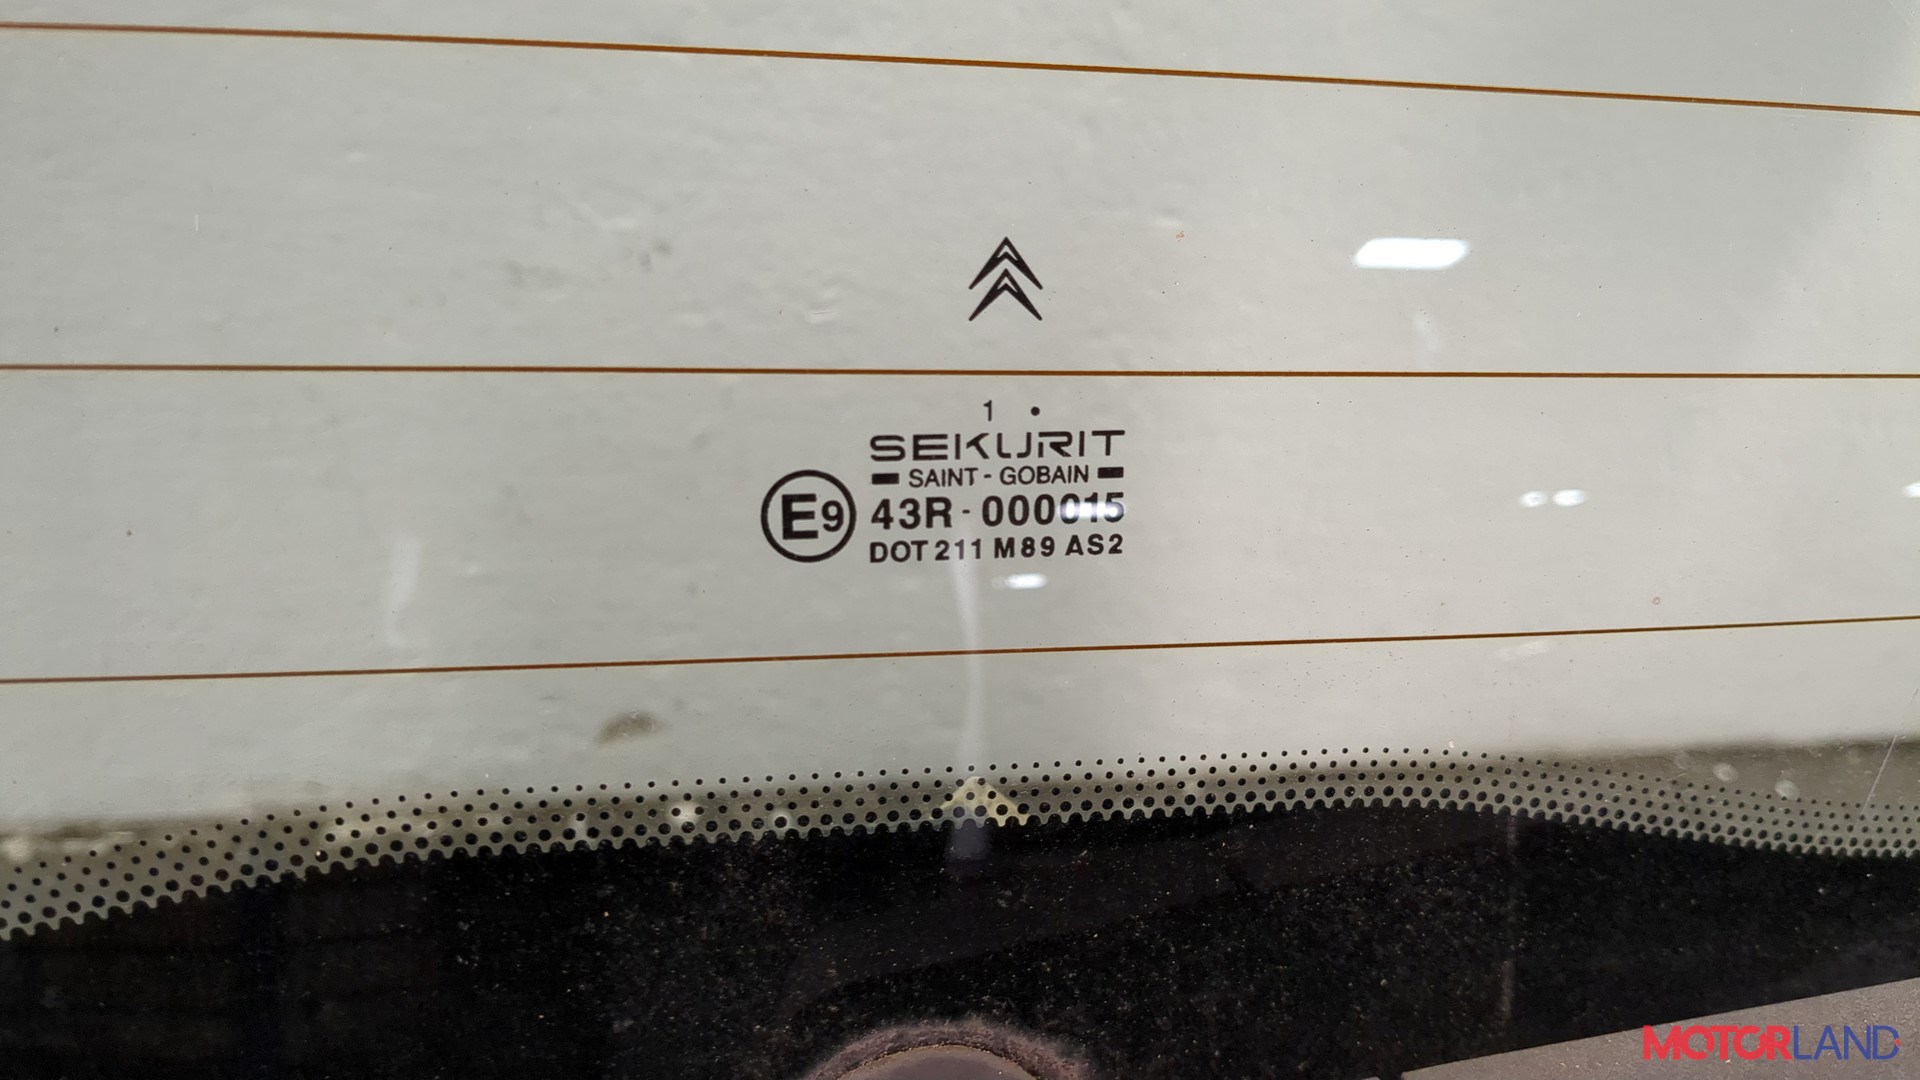 1 •
SEKURIT
SAINT - GOBAIN
E9
43R - 000015
DOT 211 M89 AS2
MOTORLAND